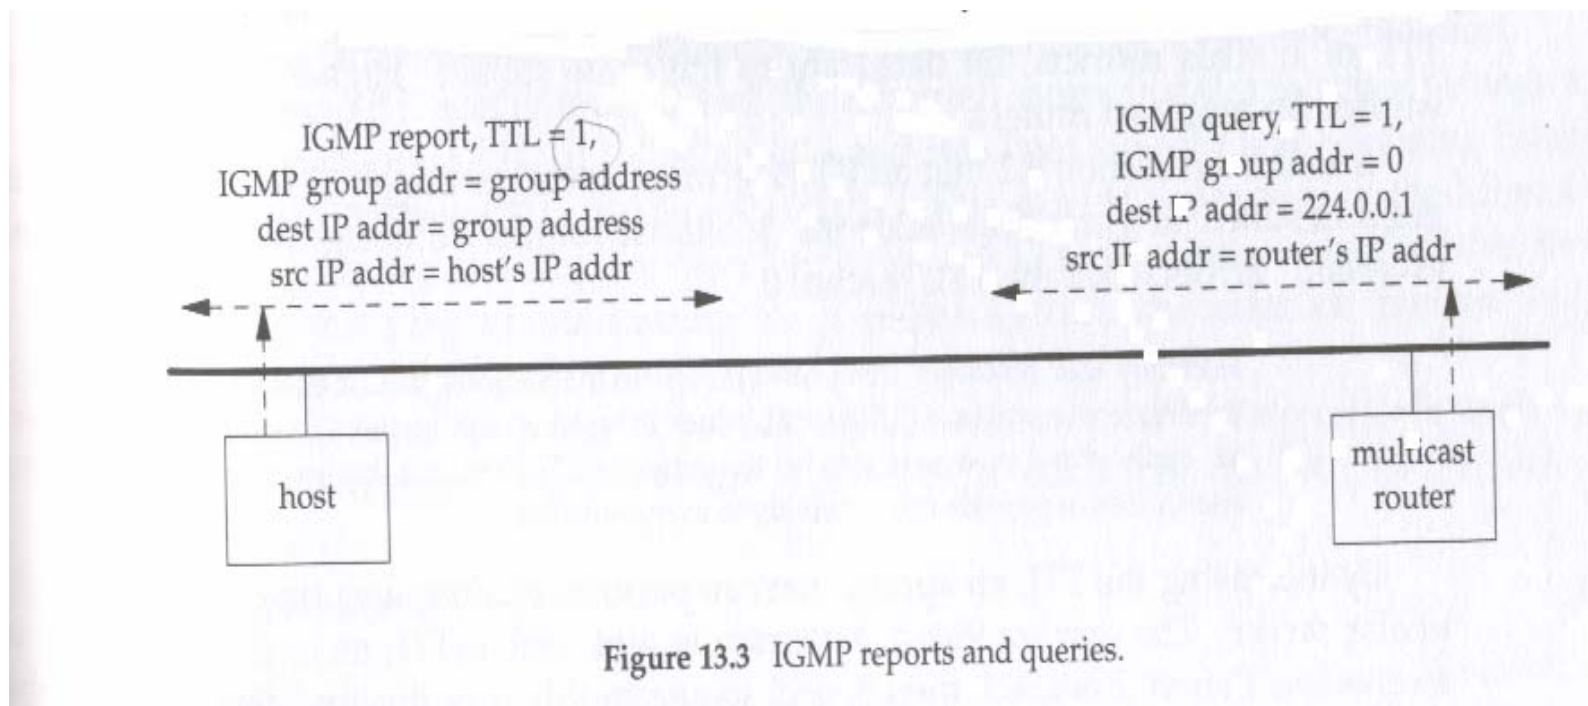 IGMP report, TTL = 1,
IGMP group addr = group address
dest IP addr = group address
src IP addr = host's IP addr
IGMP query, TTL = 1,
IGMP group addr = 0
dest IP addr = 224.0.0.1
src IP addr = router's IP addr
host
multicast
router
Figure 13.3 IGMP reports and queries.